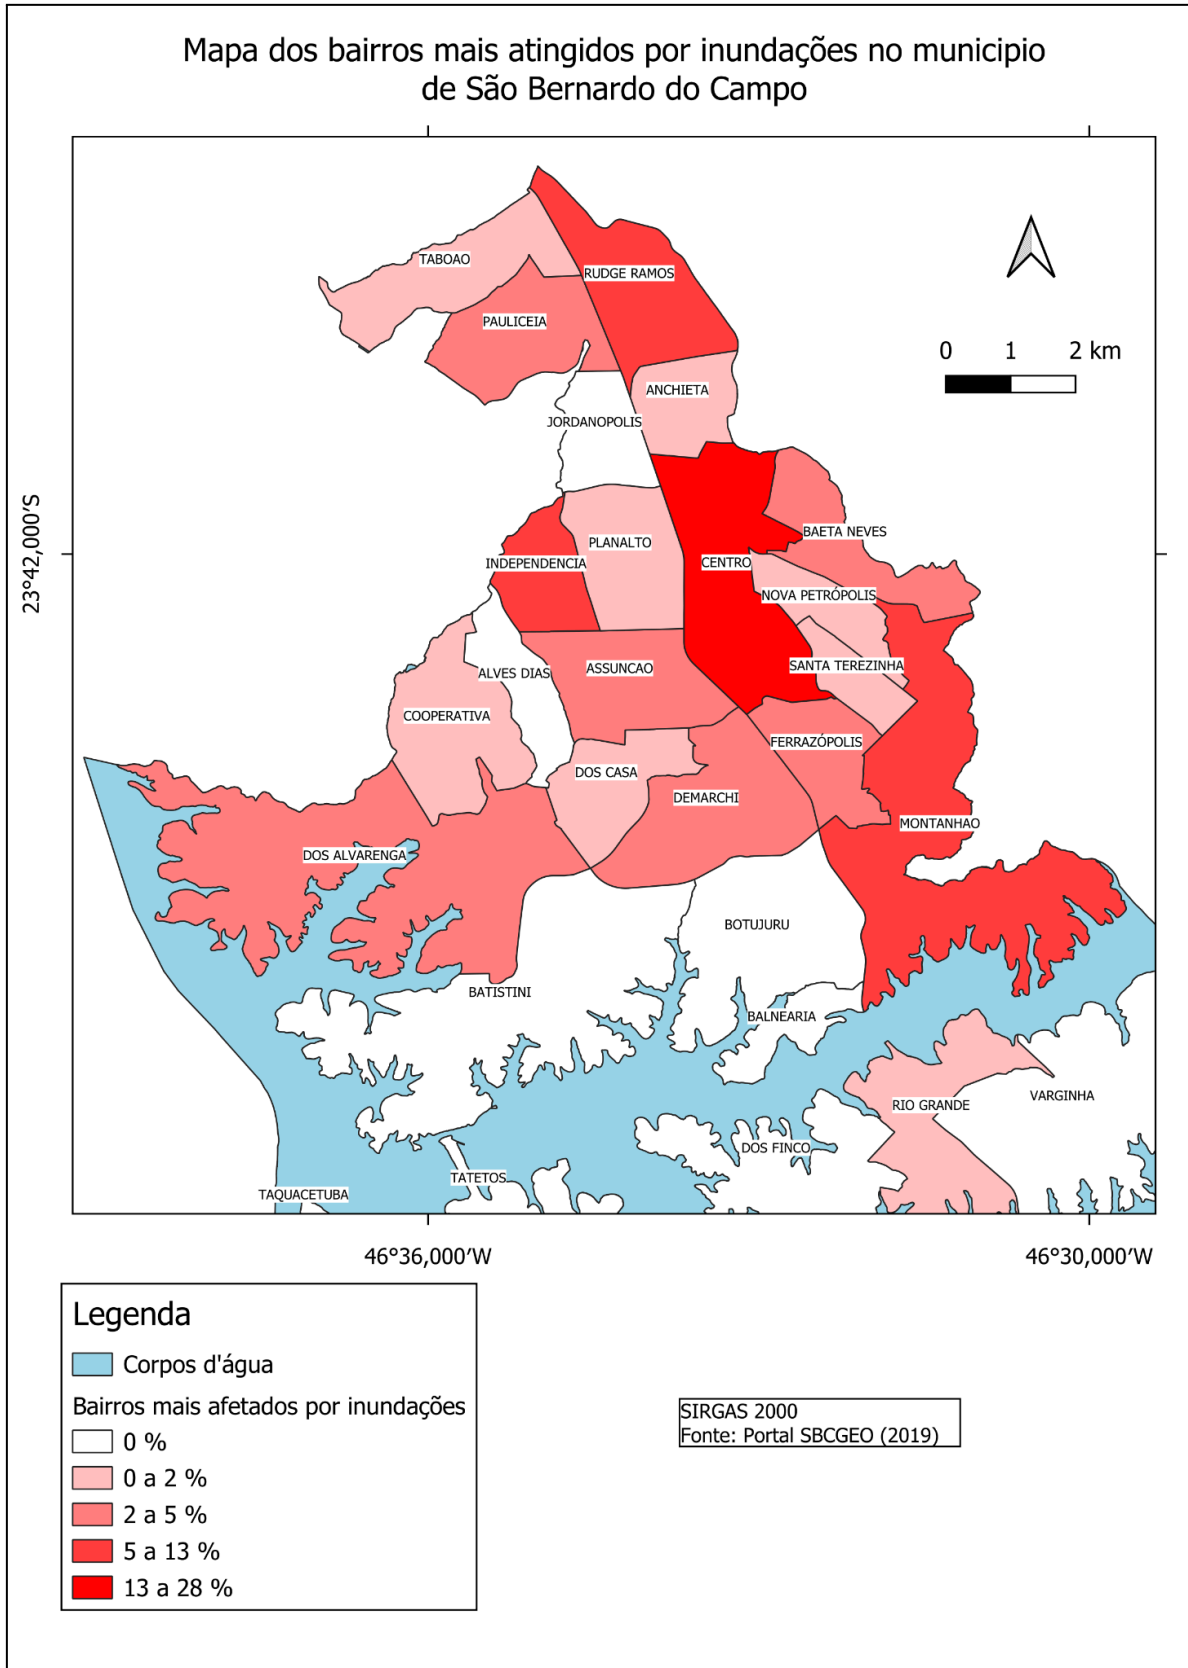 Mapa dos bairros mais atingidos por inundações no municipio
de São Bernardo do Campo
TABOAO
RUDGE RAMOS
PAULICEIA
0 1 2 km
ANCHIETA
JORDANOPOLIS
23°42,000'S
BAETA NEVES
PLANALTO
INDEPENDENCIA
CENTRO
NOVA PETRÓPOLIS
SANTA TEREZINHA
ASSUNCAO
ALVES DIAS
COOPERATIVA
FERRAZÓPOLIS
DOS CASA
DEMARCHI
MONTANHAO
DOS ALVARENGA
BOTUJURU
BATISTINI
BALNEARIA
VARGINHA
RIO GRANDE
DOS FINCO
TATETOS
TAQUACETUBA
46°36,000'W
46°30,000'W
Legenda
Corpos d'água
Bairros mais afetados por inundações
0 %
0 a 2 %
2 a 5 %
5 a 13 %
13 a 28 %
SIRGAS 2000
Fonte: Portal SBCGEO (2019)